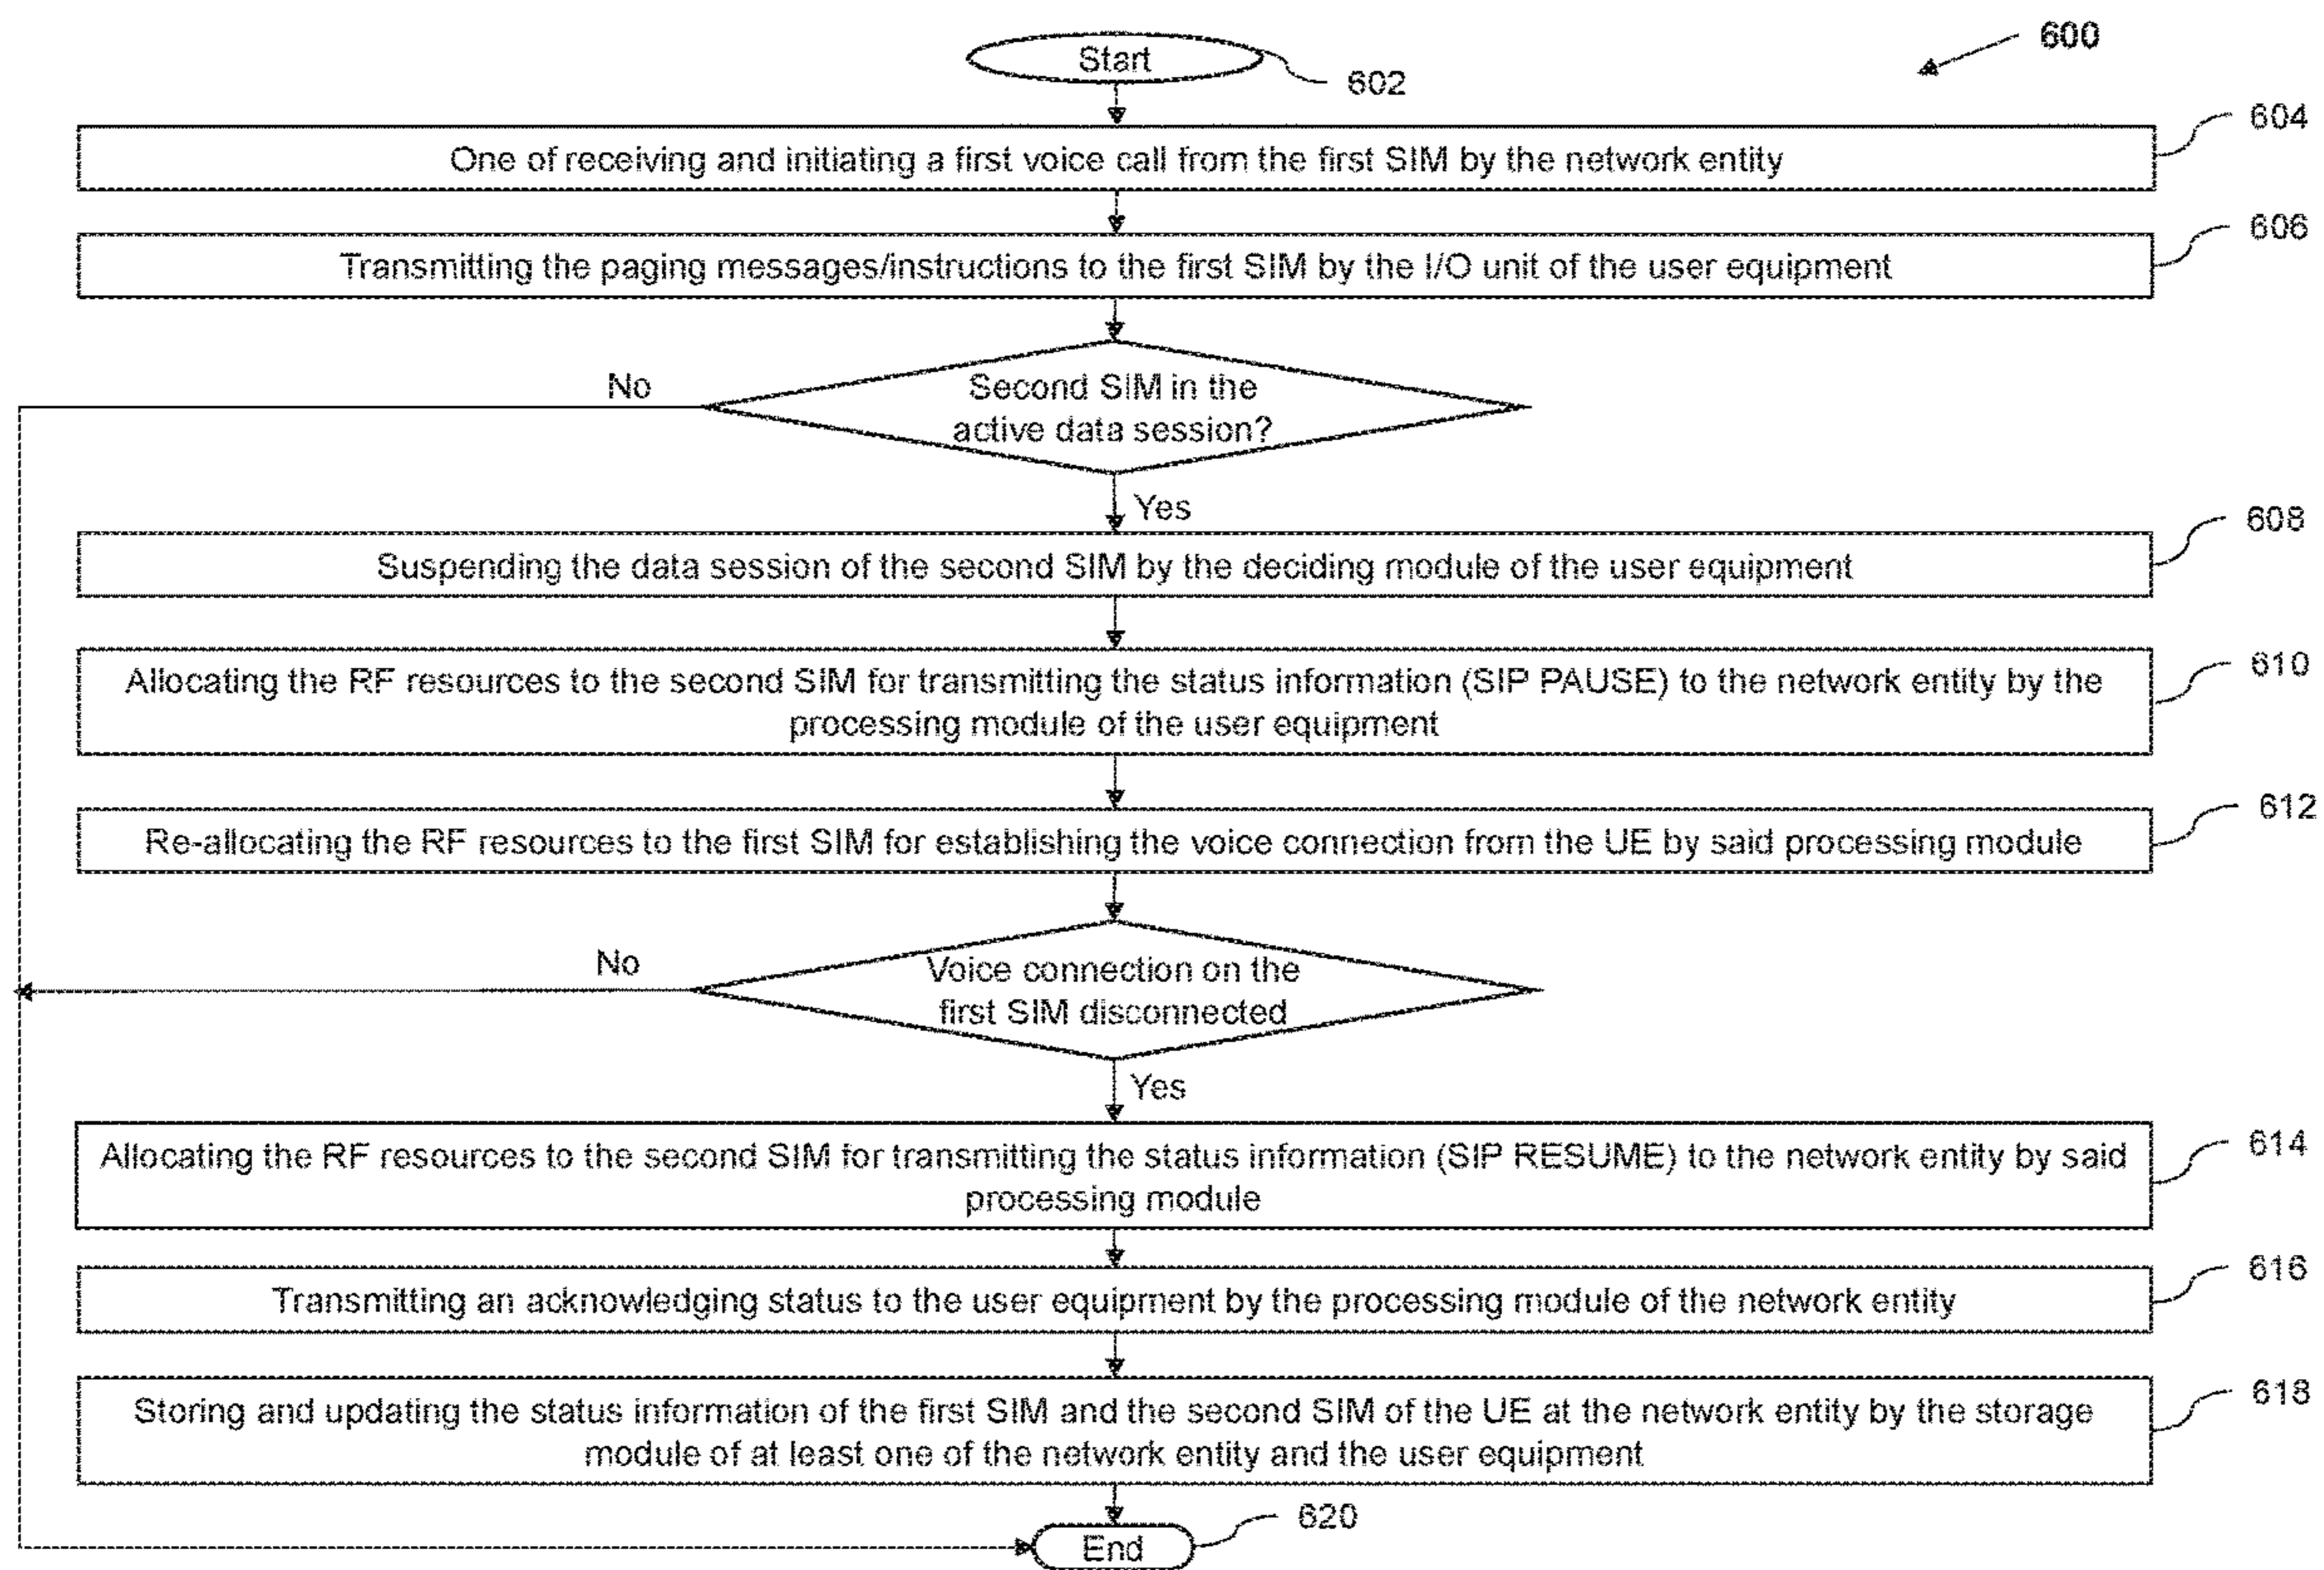 600
Start
602
604
One of receiving and initiating a first voice call from the first SIM by the network entity
606
Transmitting the paging messages/instructions to the first SIM by the I/O unit of the user equipment
No
Second SIM in the
active data session?
Yes
608
Suspending the data session of the second SIM by the deciding module of the user equipment
610
Allocating the RF resources to the second SIM for transmitting the status information (SIP PAUSE) to the network entity by the
processing module of the user equipment
612
Re-allocating the RF resources to the first SIM for establishing the voice connection from the UE by said processing module
No
Voice connection on the
first SIM disconnected
Yes
614
Allocating the RF resources to the second SIM for transmitting the status information (SIP RESUME) to the network entity by said
processing module
616
Transmitting an acknowledging status to the user equipment by the processing module of the network entity
618
Storing and updating the status information of the first SIM and the second SIM of the UE at the network entity by the storage
module of at least one of the network entity and the user equipment
620
End